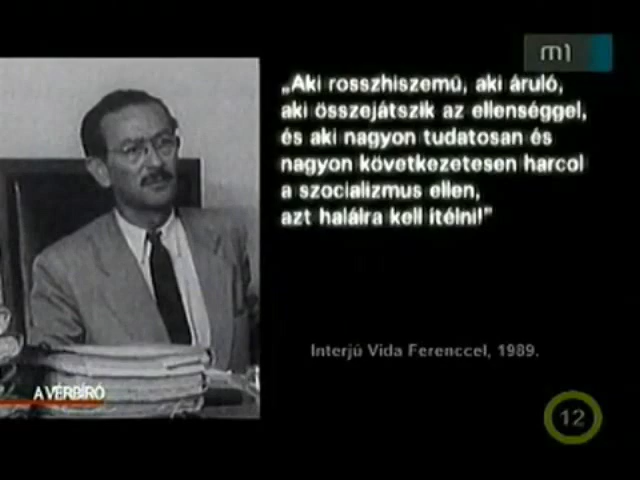 m1
„Aki rosszhiszemű, aki áruló,
aki összejátszik az ellenséggel,
és aki nagyon tudatosan és
nagyon következetesen harcol
a szocializmus ellen,
azt halálra kell ítélni!”
Interjú Vida Ferenccel, 1989.
A VÉRBÍRÓ
12